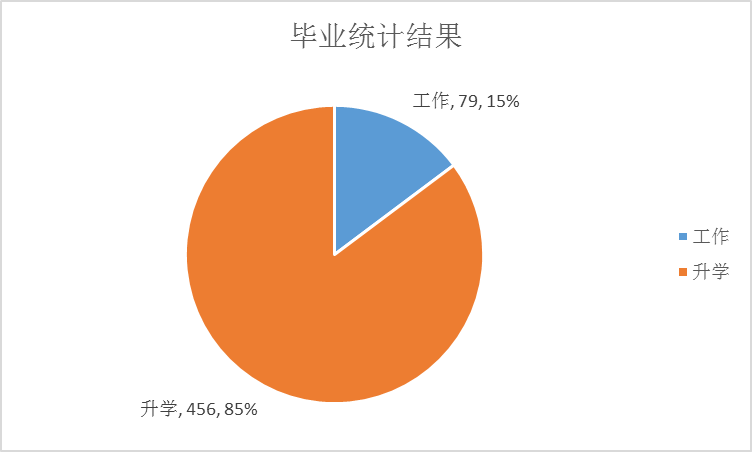 毕业统计结果
工作, 79, 15%
工作
升学
升学, 456, 85%